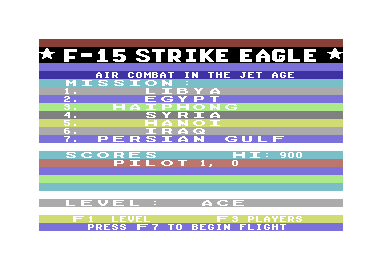 ★ F-15 STRIKE EAGLE ★
AIR COMBAT IN THE JET AGE
MISSION :
1. LIBYA
2. EGYPT
3. HAIPHONG
4. SYRIA
5. HANOI
6. IRAQ
7. PERSIAN GULF
SCORES HI: 900
PILOT 1, 0
LEVEL : ACE
F1 LEVEL F3 PLAYERS
PRESS F7 TO BEGIN FLIGHT